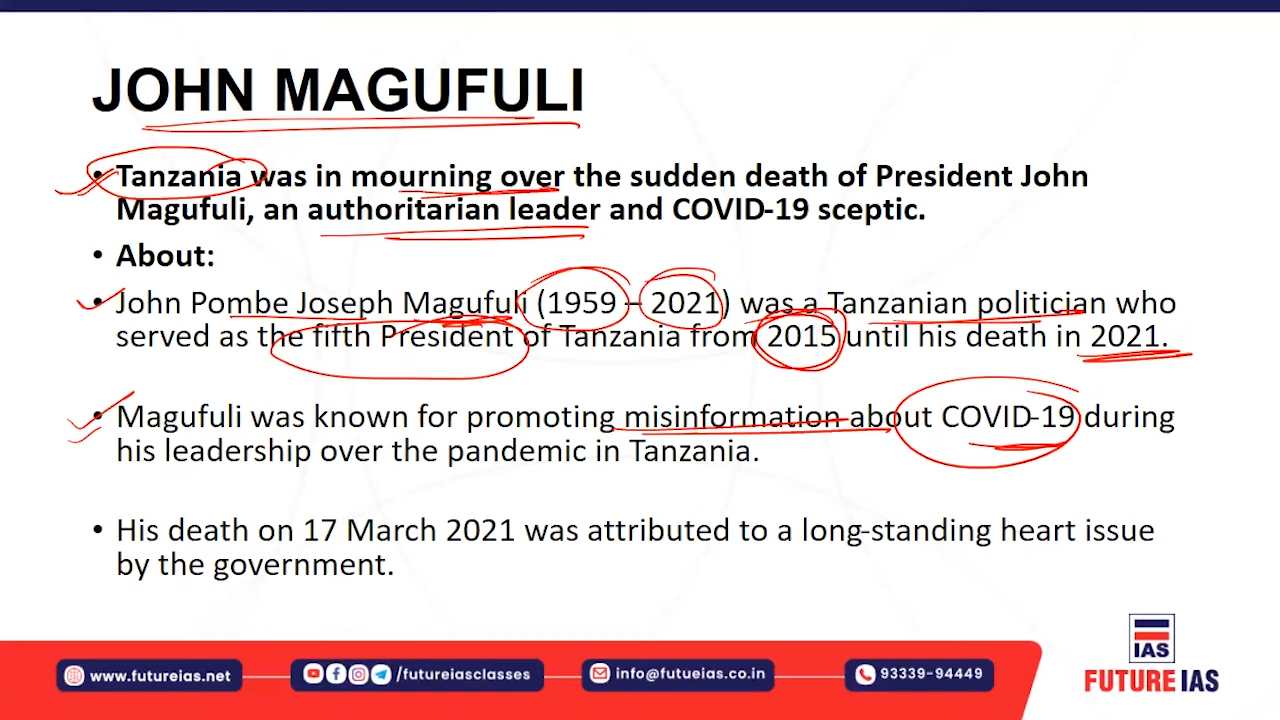 JOHN MAGUFULI
• Tanzania was in mourning over the sudden death of President John
Magufuli, an authoritarian leader and COVID-19 sceptic.
• About:
• John Pombe Joseph Magufuli (1959 – 2021) was a Tanzanian politician who
served as the fifth President of Tanzania from 2015 until his death in 2021.
• Magufuli was known for promoting misinformation about COVID-19 during
his leadership over the pandemic in Tanzania.
• His death on 17 March 2021 was attributed to a long-standing heart issue
by the government.
www.futureias.net
/futureiasclasses
info@futueias.co.in
93339-94449
IAS
FUTURE IAS